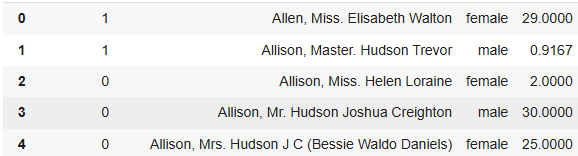 0 1 Allen, Miss. Elisabeth Walton female 29.0000
1 1 Allison, Master. Hudson Trevor male 0.9167
2 0 Allison, Miss. Helen Loraine female 2.0000
3 0 Allison, Mr. Hudson Joshua Creighton male 30.0000
4 0 Allison, Mrs. Hudson J C (Bessie Waldo Daniels) female 25.0000